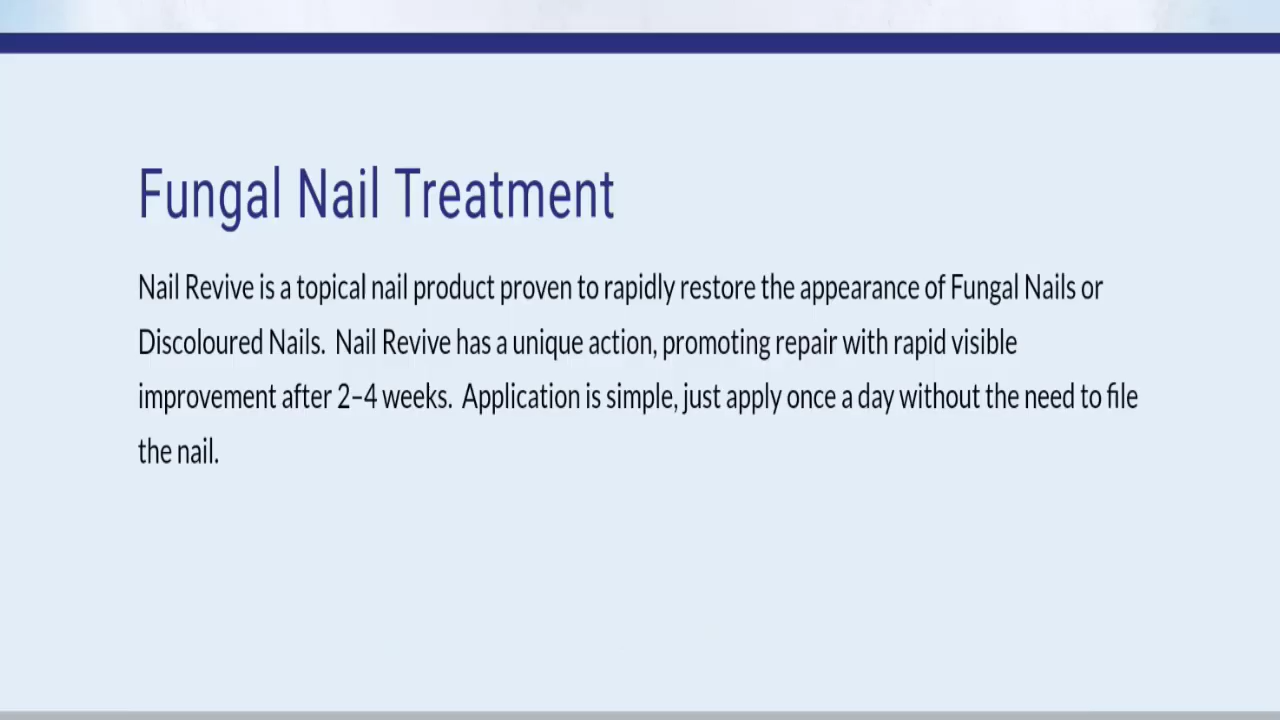 Fungal Nail Treatment
Nail Revive is a topical nail product proven to rapidly restore the appearance of Fungal Nails or
Discoloured Nails.  Nail Revive has a unique action, promoting repair with rapid visible
improvement after 2–4 weeks.  Application is simple, just apply once a day without the need to file
the nail.